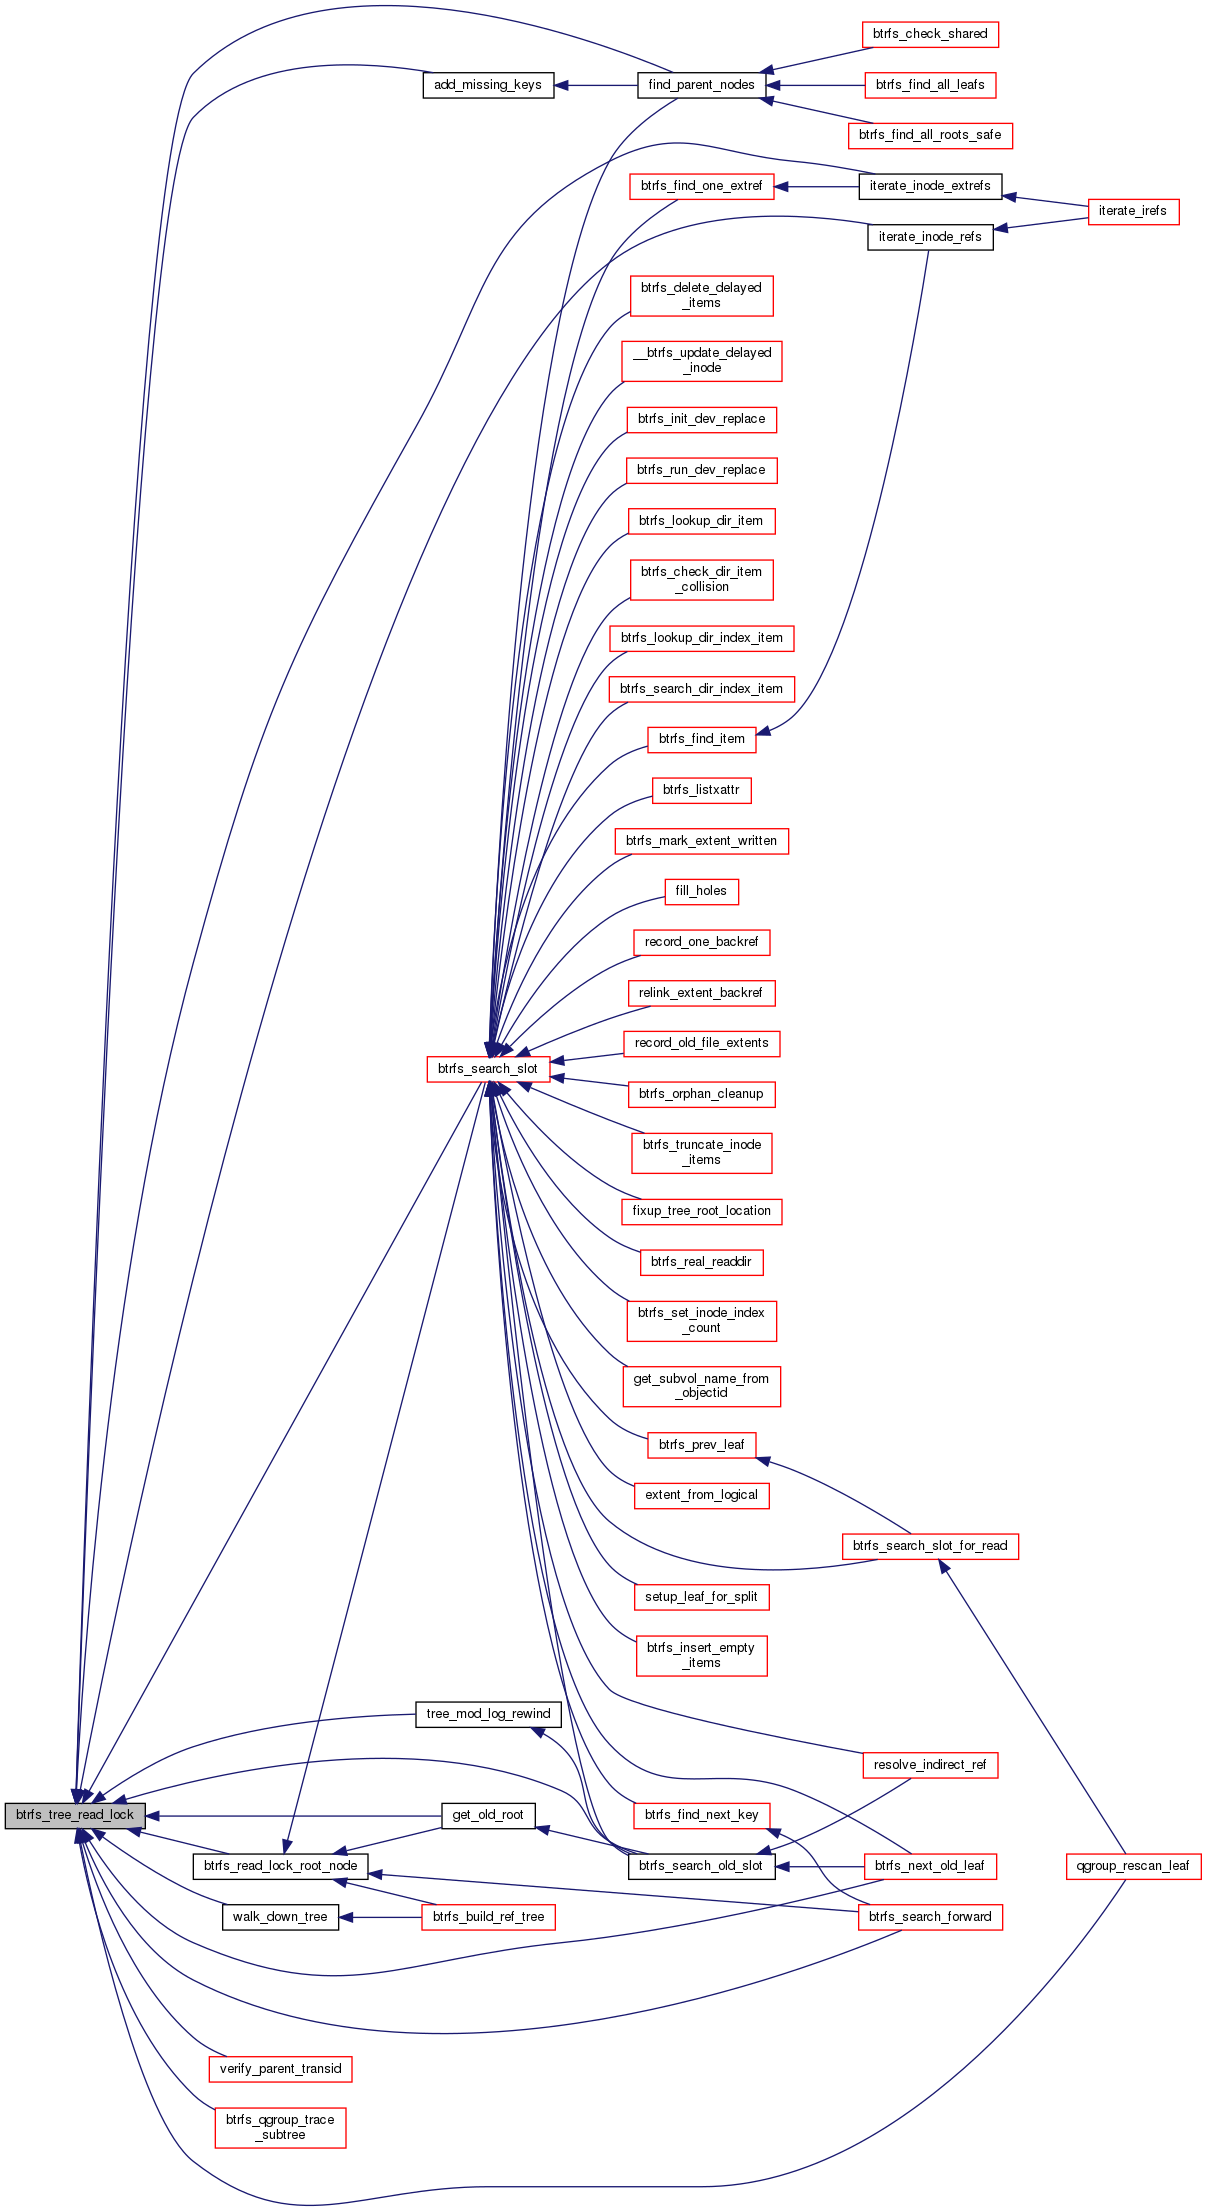 btrfs_check_shared
add_missing_keys
find_parent_nodes
btrfs_find_all_leafs
btrfs_find_all_roots_safe
btrfs_find_one_extref
iterate_inode_extrefs
iterate_irefs
iterate_inode_refs
btrfs_delete_delayed
_items
__btrfs_update_delayed
_inode
btrfs_init_dev_replace
btrfs_run_dev_replace
btrfs_lookup_dir_item
btrfs_check_dir_item
_collision
btrfs_lookup_dir_index_item
btrfs_search_dir_index_item
btrfs_find_item
btrfs_listxattr
btrfs_mark_extent_written
fill_holes
record_one_backref
relink_extent_backref
record_old_file_extents
btrfs_search_slot
btrfs_orphan_cleanup
btrfs_truncate_inode
_items
fixup_tree_root_location
btrfs_real_readdir
btrfs_set_inode_index
_count
get_subvol_name_from
_objectid
btrfs_prev_leaf
extent_from_logical
btrfs_search_slot_for_read
setup_leaf_for_split
btrfs_insert_empty
_items
tree_mod_log_rewind
resolve_indirect_ref
btrfs_tree_read_lock
get_old_root
btrfs_find_next_key
btrfs_read_lock_root_node
btrfs_search_old_slot
btrfs_next_old_leaf
qgroup_rescan_leaf
walk_down_tree
btrfs_build_ref_tree
btrfs_search_forward
verify_parent_transid
btrfs_qgroup_trace
_subtree